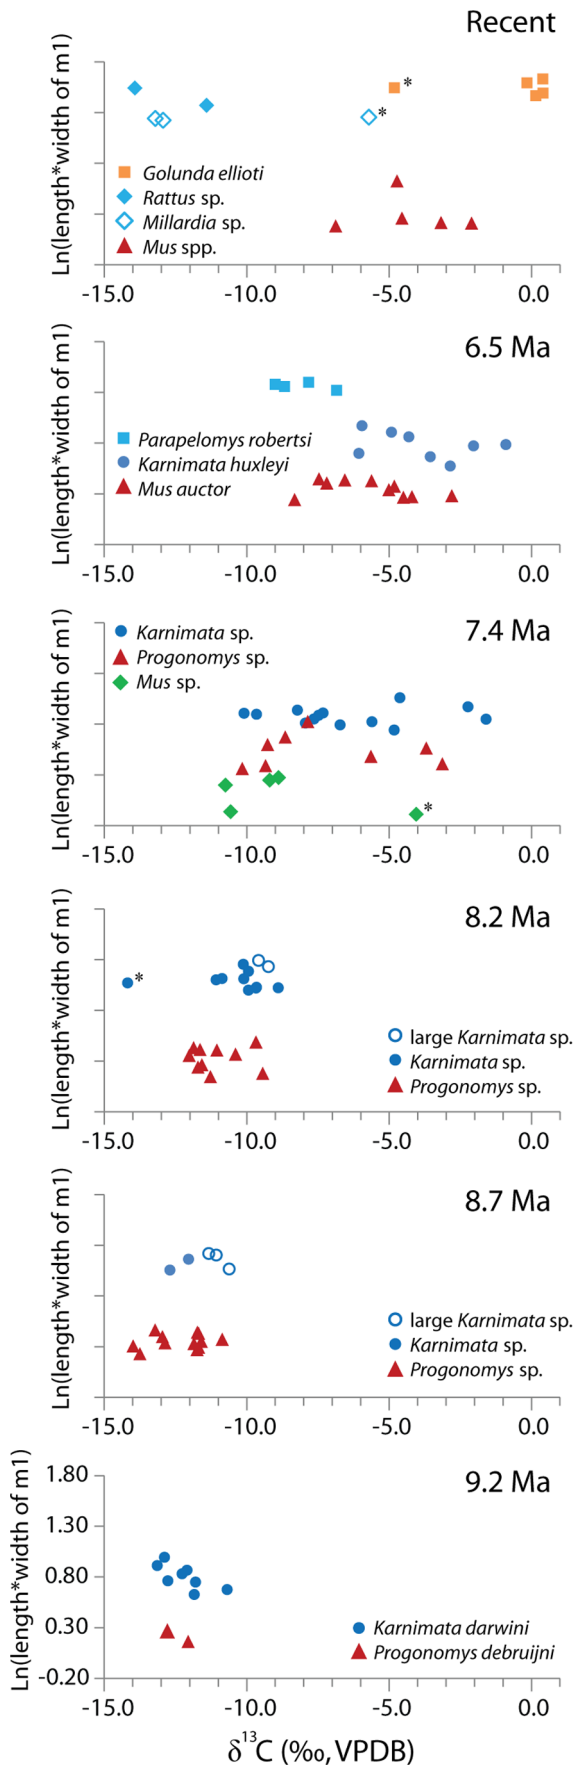 Recent
Ln(length*width of m1)
*
*
Golunda ellioti
Rattus sp.
Millardia sp.
Mus spp.
-15.0 -10.0 -5.0 0.0
6.5 Ma
Ln(length*width of m1)
Parapelomys robertsi
Karnimata huxleyi
Mus auctor
-15.0 -10.0 -5.0 0.0
7.4 Ma
Ln(length*width of m1)
Karnimata sp.
Progonomys sp.
Mus sp.
*
-15.0 -10.0 -5.0 0.0
8.2 Ma
Ln(length*width of m1)
*
large Karnimata sp.
Karnimata sp.
Progonomys sp.
-15.0 -10.0 -5.0 0.0
8.7 Ma
Ln(length*width of m1)
large Karnimata sp.
Karnimata sp.
Progonomys sp.
-15.0 -10.0 -5.0 0.0
9.2 Ma
Ln(length*width of m1)
1.80
1.30
0.80
0.30
-0.20
Karnimata darwini
Progonomys debruijni
-15.0 -10.0 -5.0 0.0
δ¹³C (‰, VPDB)